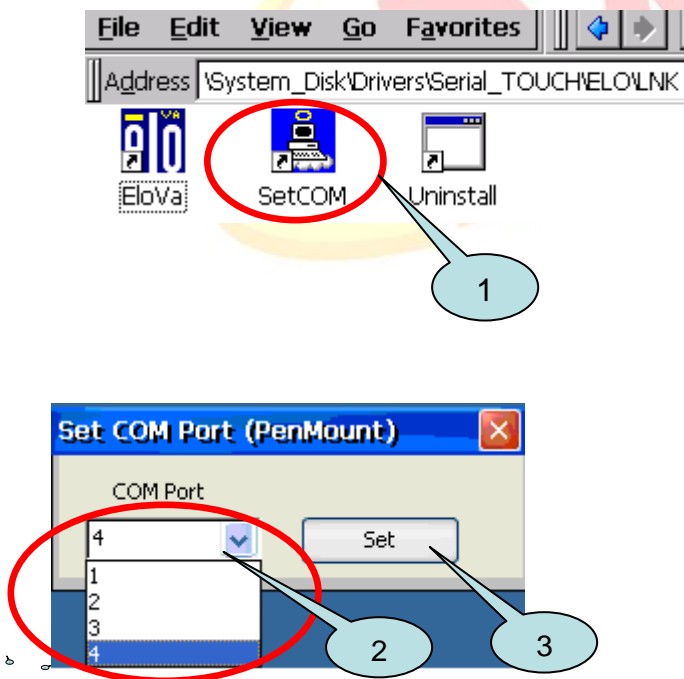 File Edit View Go Favorites
Address \System_Disk\Drivers\Serial_TOUCH\ELO\LNK
EloVa SetCOM Uninstall
1
Set COM Port (PenMount)
COM Port
4 Set
1
2
3
4
2 3